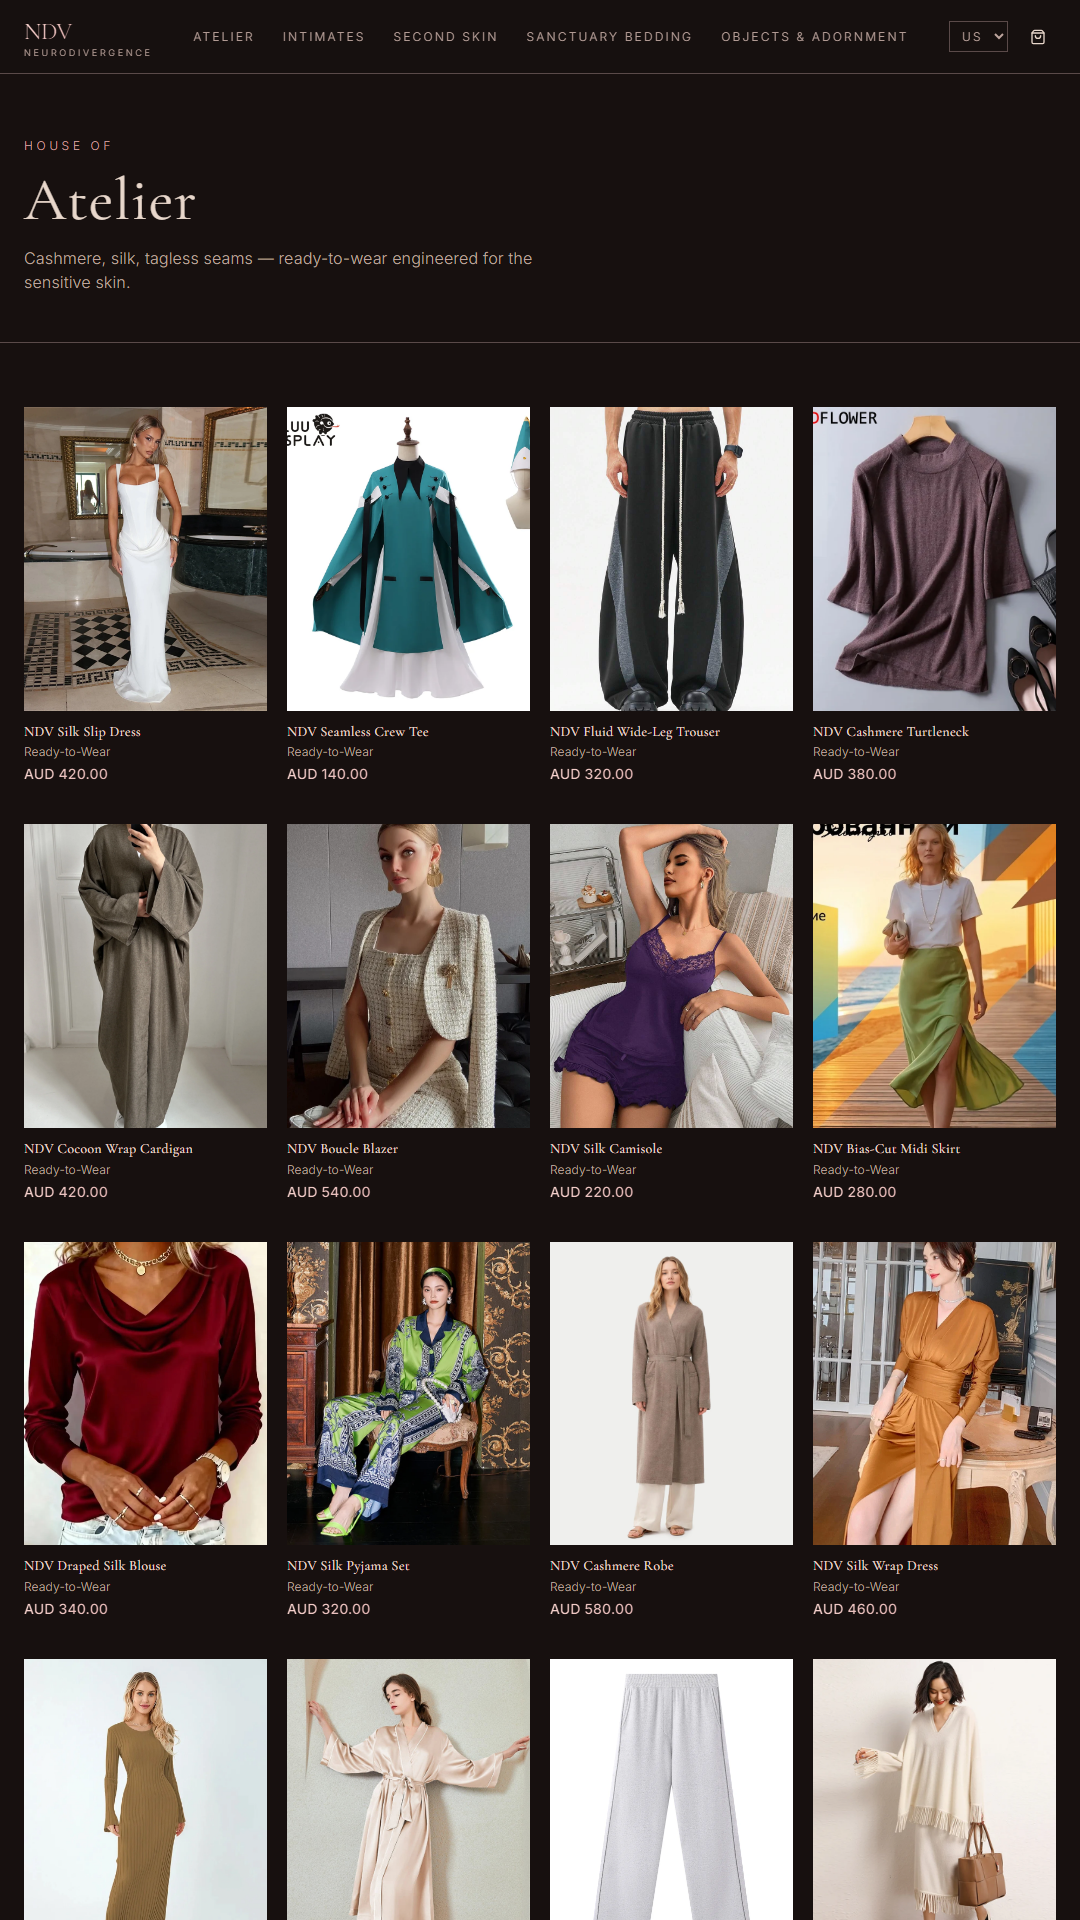 NDV
NEURODIVERGENCE
ATELIER
INTIMATES
SECOND SKIN
SANCTUARY BEDDING
OBJECTS & ADORNMENT
US
HOUSE OF
Atelier
Cashmere, silk, tagless seams — ready-to-wear engineered for the
sensitive skin.
LUU
SPLAY
DFLOWER
NDV Silk Slip Dress
Ready-to-Wear
AUD 420.00
NDV Seamless Crew Tee
Ready-to-Wear
AUD 140.00
NDV Fluid Wide-Leg Trouser
Ready-to-Wear
AUD 320.00
NDV Cashmere Turtleneck
Ready-to-Wear
AUD 380.00
ие
NDV Cocoon Wrap Cardigan
Ready-to-Wear
AUD 420.00
NDV Boucle Blazer
Ready-to-Wear
AUD 540.00
NDV Silk Camisole
Ready-to-Wear
AUD 220.00
NDV Bias-Cut Midi Skirt
Ready-to-Wear
AUD 280.00
NDV Draped Silk Blouse
Ready-to-Wear
AUD 340.00
NDV Silk Pyjama Set
Ready-to-Wear
AUD 320.00
NDV Cashmere Robe
Ready-to-Wear
AUD 580.00
NDV Silk Wrap Dress
Ready-to-Wear
AUD 460.00